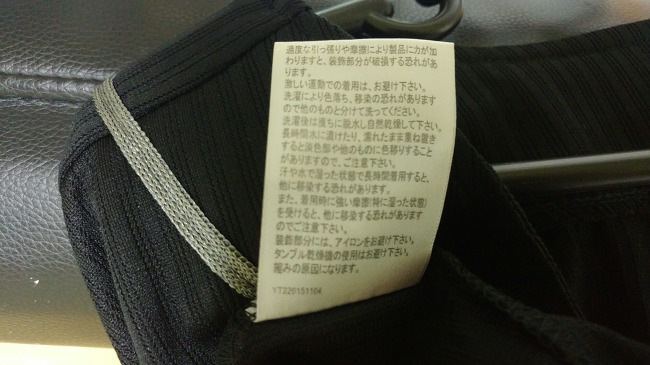 過度な引っ張りや摩擦により製品に力が加
わりますと、装飾部分が破損する恐れがあ
ります。
激しい運動での着用は、お避け下さい。
洗濯により色落ち、移染の恐れがあります
ので他のものと分けて洗ってください。
洗濯後は直ちに脱水し自然乾燥して下さい。
長時間水に漬けたり、濡れたまま重ね置き
すると淡色部や他のものに色移りすること
がありますので、ご注意下さい。
汗や水で湿った状態で長時間着用すると、
他に移染する恐れがあります。
また、着用時に強い摩擦(特に湿った状態)
を受けると、他に移染する恐れがあります
のでご注意下さい。
装飾部分には、アイロンをお避け下さい。
タンブル乾燥機の使用はお避け下さい。
縮みの原因になります。
YT220151104